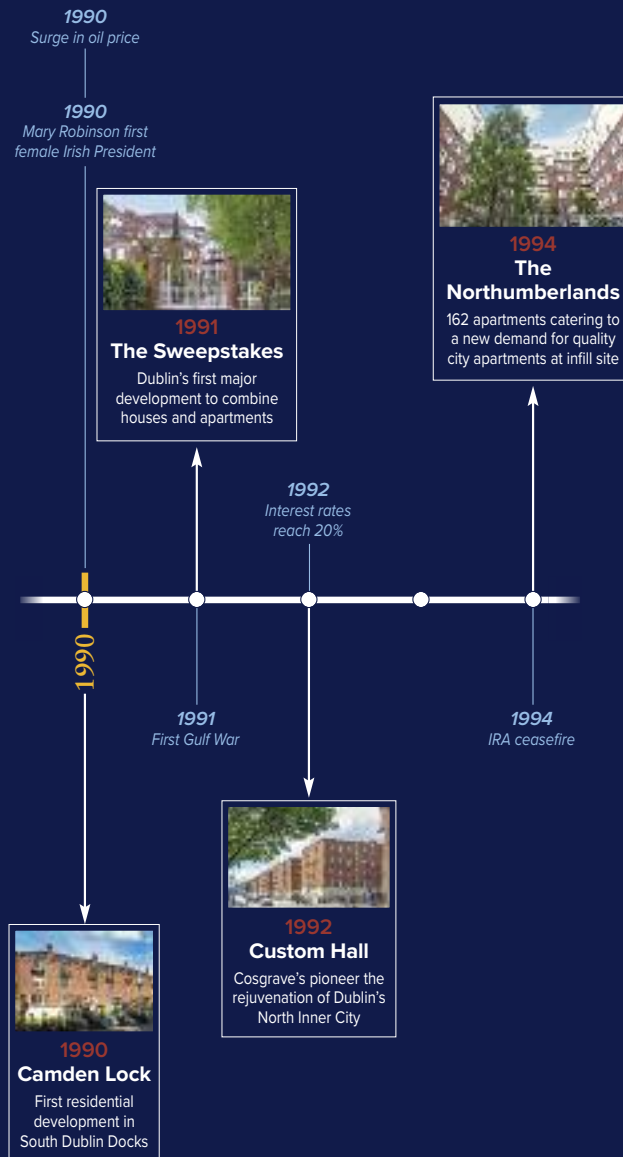 1990
Surge in oil price
1990
Mary Robinson first
female Irish President
1991
The Sweepstakes
Dublin’s first major
development to combine
houses and apartments
1994
The
Northumberlands
162 apartments catering to
a new demand for quality
city apartments at infill site
1992
Interest rates
reach 20%
1990
1991
First Gulf War
1994
IRA ceasefire
1992
Custom Hall
Cosgrave’s pioneer the
rejuvenation of Dublin’s
North Inner City
1990
Camden Lock
First residential
development in
South Dublin Docks